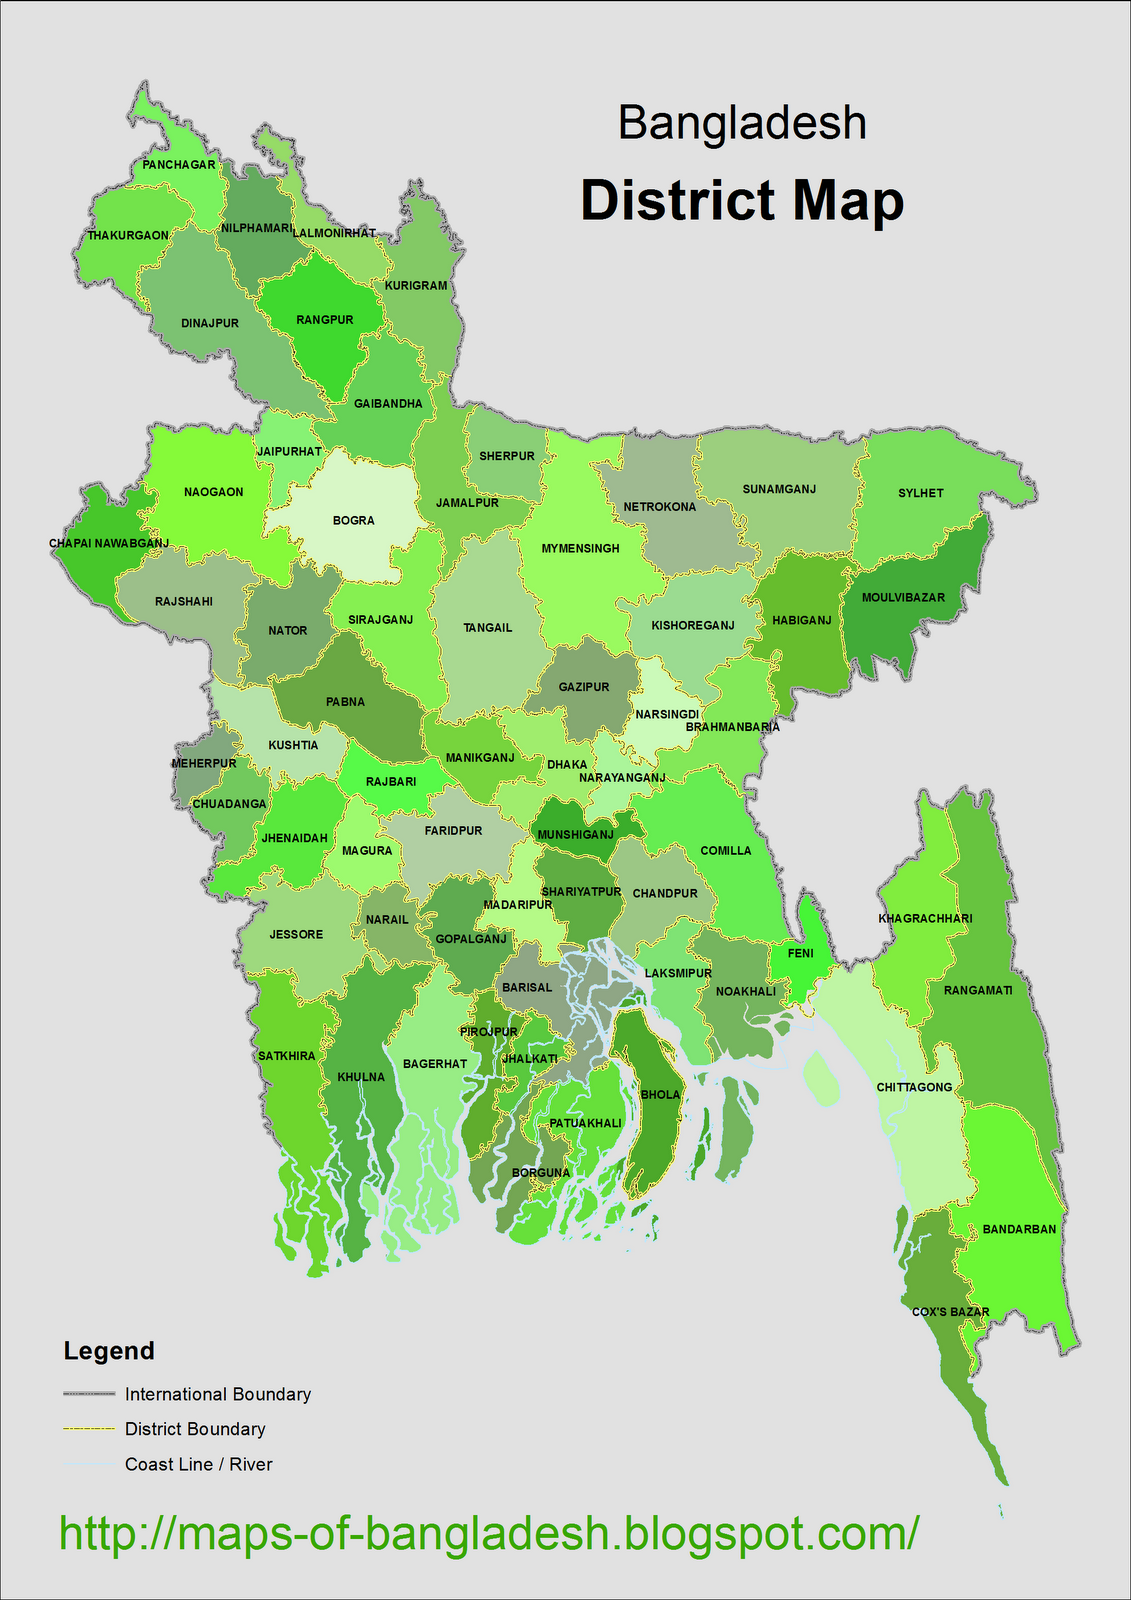 Bangladesh
District Map
PANCHAGAR
THAKURGAON
NILPHAMARI
LALMONIRHAT
KURIGRAM
DINAJPUR
RANGPUR
GAIBANDHA
JAIPURHAT
SHERPUR
NAOGAON
BOGRA
JAMALPUR
NETROKONA
SUNAMGANJ
SYLHET
CHAPAI NAWABGANJ
MYMENSINGH
RAJSHAHI
NATOR
SIRAJGANJ
TANGAIL
KISHOREGANJ
HABIGANJ
MOULVIBAZAR
PABNA
GAZIPUR
NARSINGDI
BRAHMANBARIA
KUSHTIA
MEHERPUR
MANIKGANJ
DHAKA
NARAYANGANJ
RAJBARI
CHUADANGA
JHENAIDAH
MAGURA
FARIDPUR
MUNSHIGANJ
COMILLA
SHARIYATPUR
CHANDPUR
MADARIPUR
NARAIL
JESSORE
GOPALGANJ
KHAGRACHHARI
FENI
LAKSMIPUR
BARISAL
NOAKHALI
RANGAMATI
PIROJPUR
SATKHIRA
JHALKATI
BAGERHAT
KHULNA
CHITTAGONG
BHOLA
PATUAKHALI
BORGUNA
BANDARBAN
COX'S BAZAR
Legend
International Boundary
District Boundary
Coast Line / River
http://maps-of-bangladesh.blogspot.com/